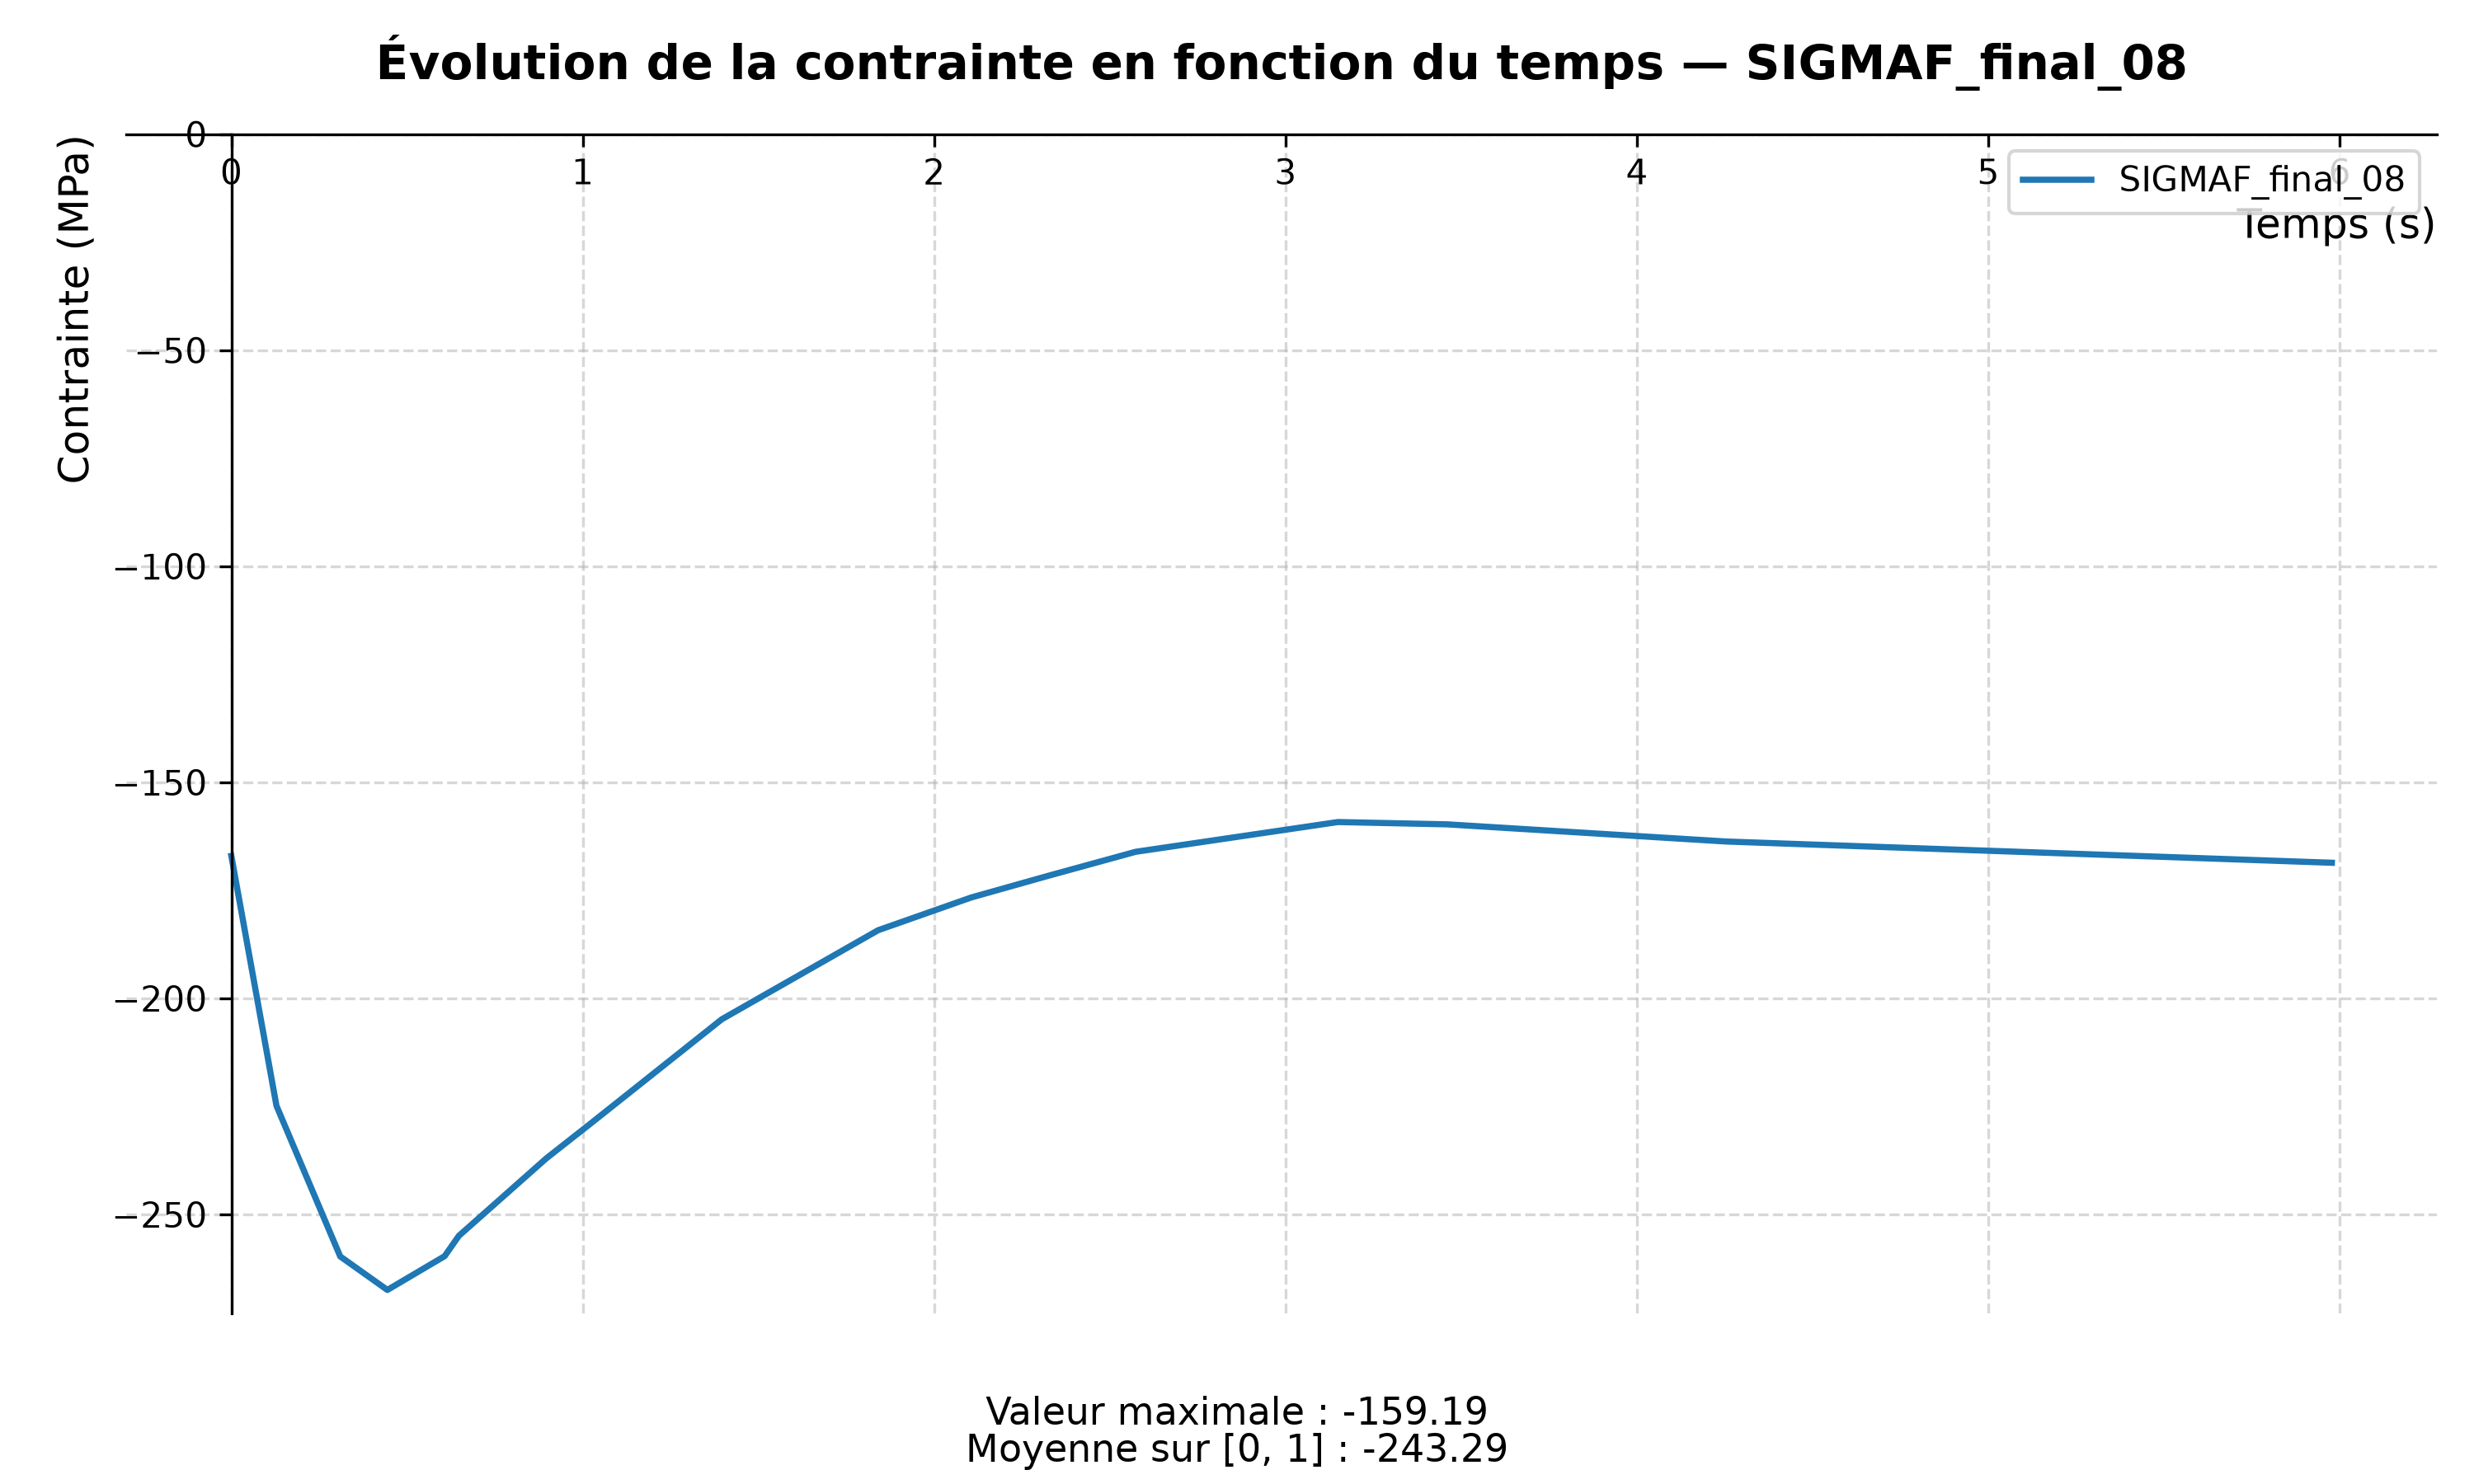 Évolution de la contrainte en fonction du temps — SIGMAF_final_08
Contrainte (MPa)
0
0 1 2 3 4 5 6
SIGMAF_final_08
Temps (s)
−50
−100
−150
−200
−250
Valeur maximale : -159.19
Moyenne sur [0, 1] : -243.29